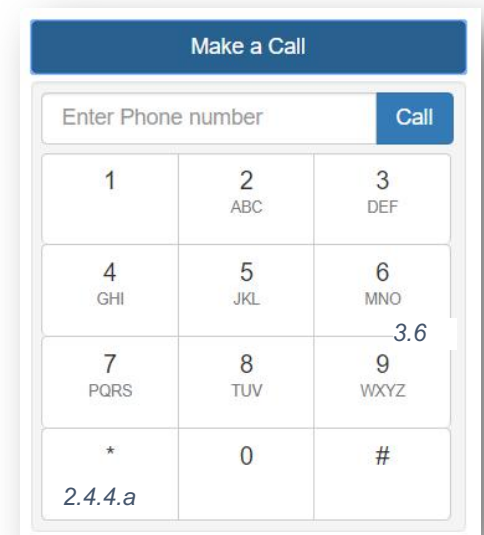 Make a Call
Enter Phone number Call
1 2 3
ABC DEF
4 5 6
GHI JKL MNO
3.6
7 8 9
PQRS TUV WXYZ
* 0 #
2.4.4.a